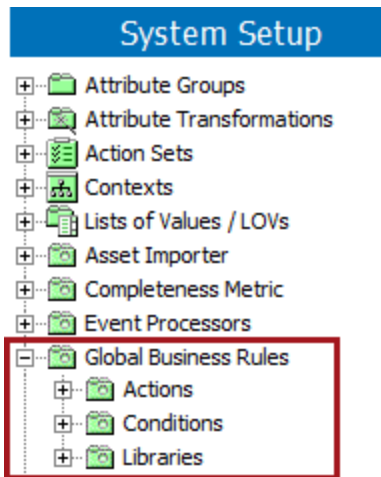 System Setup
Attribute Groups
Attribute Transformations
Action Sets
Contexts
Lists of Values / LOVs
Asset Importer
Completeness Metric
Event Processors
Global Business Rules
Actions
Conditions
Libraries